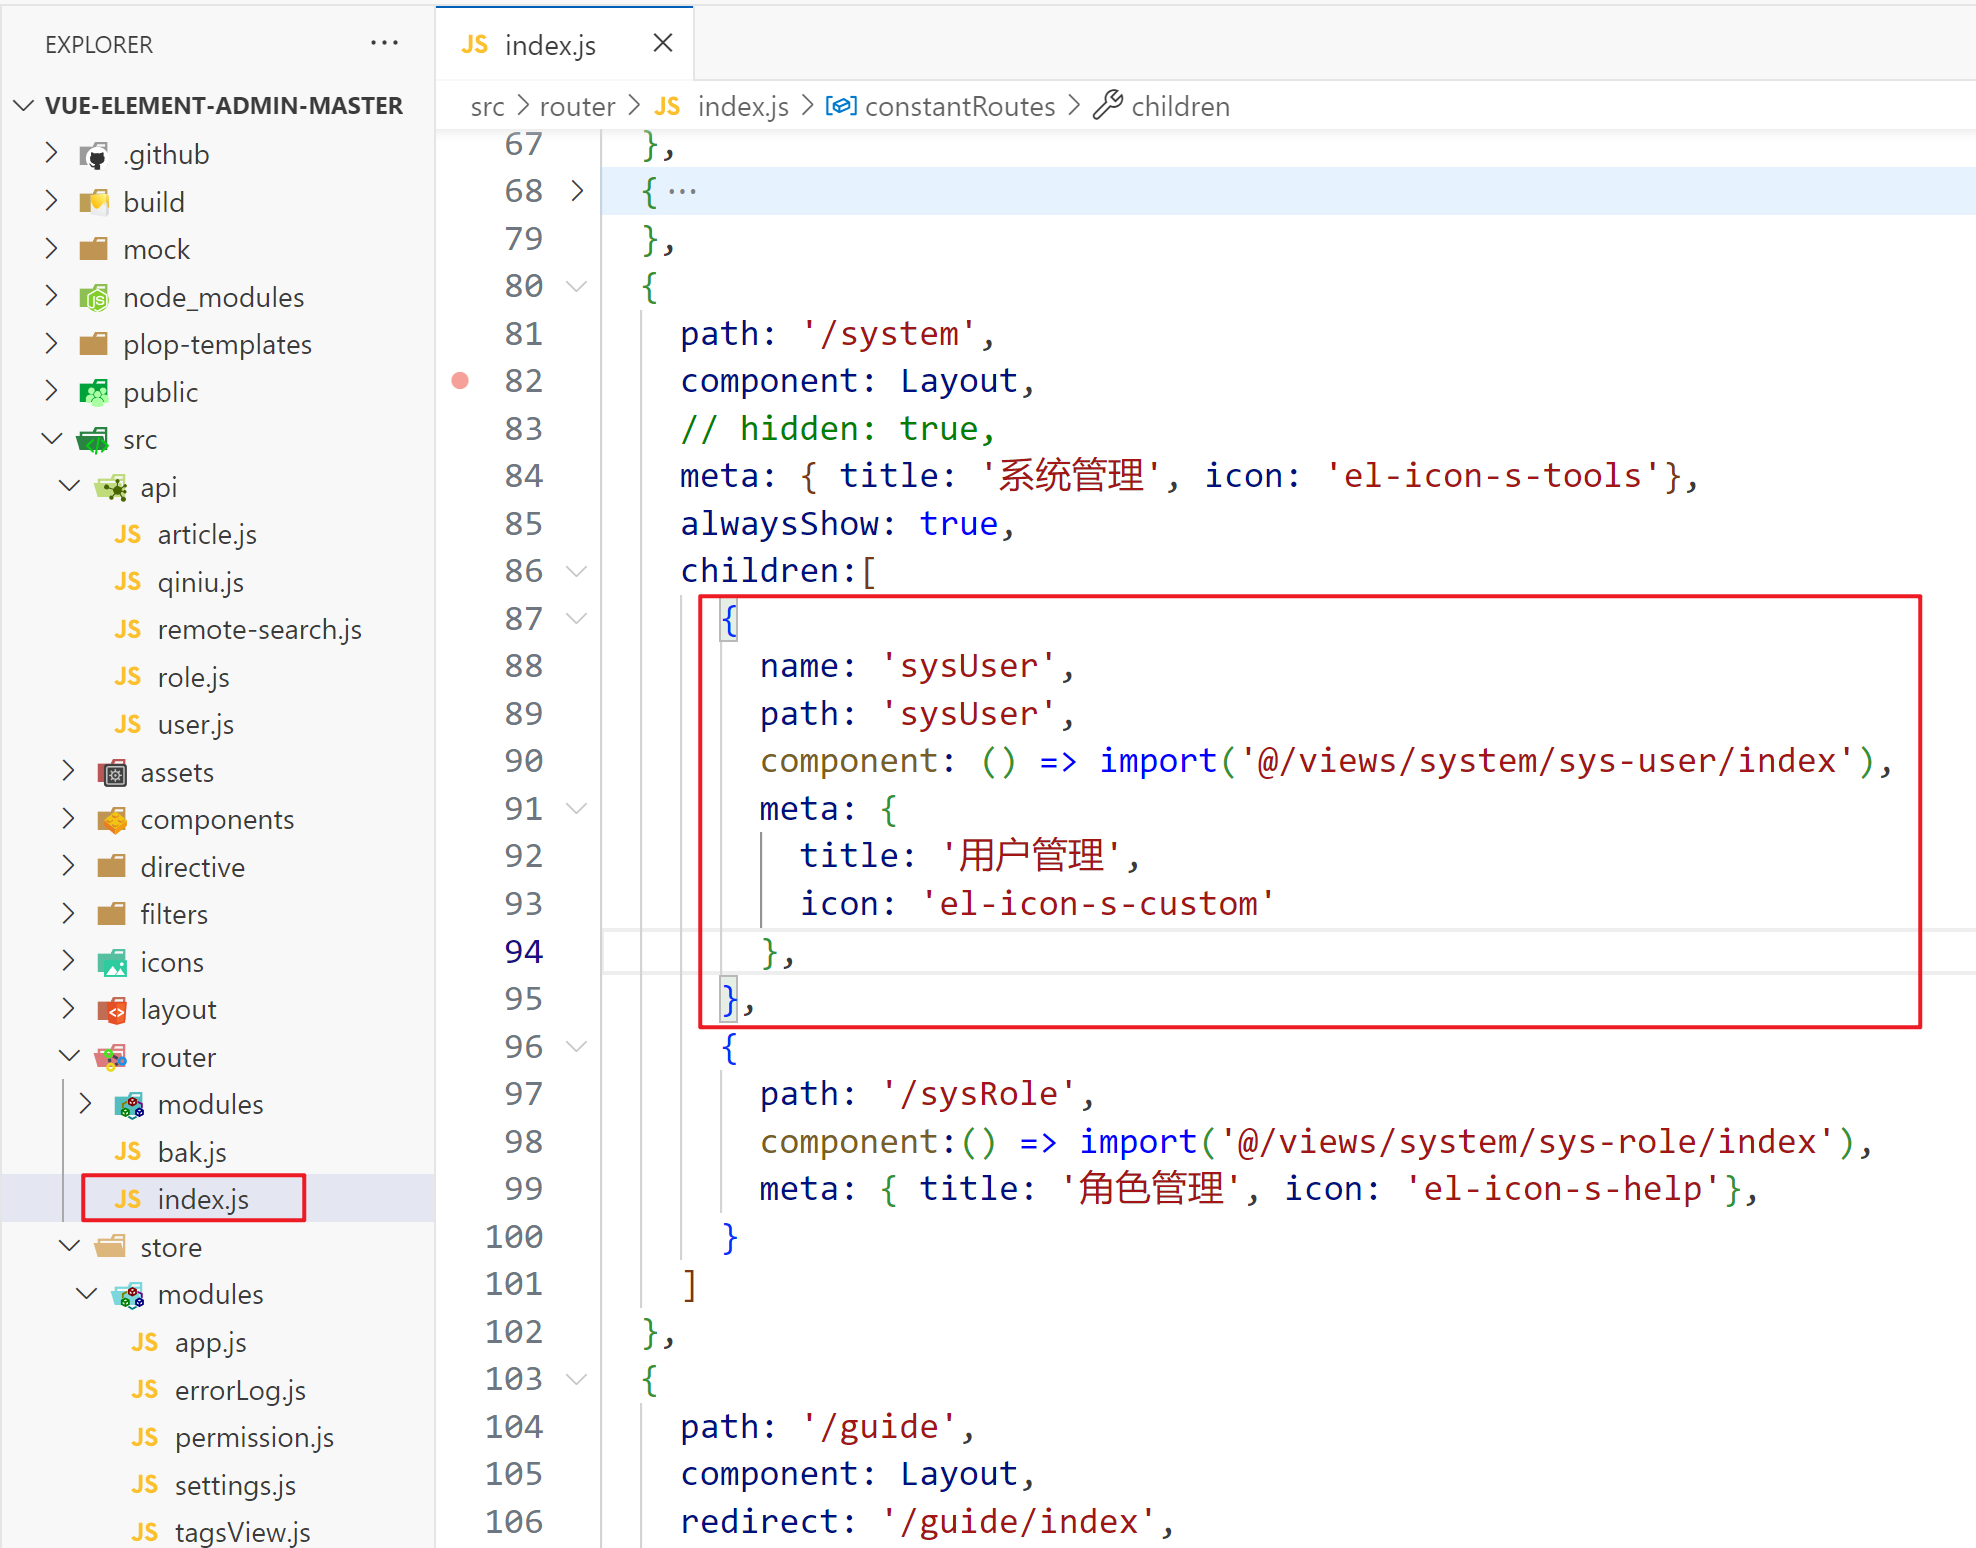 EXPLORER
···
VUE-ELEMENT-ADMIN-MASTER
.github
build
mock
node_modules
plop-templates
public
src
api
JS article.js
JS qiniu.js
JS remote-search.js
JS role.js
JS user.js
assets
components
directive
filters
icons
layout
router
modules
JS bak.js
JS index.js
store
modules
JS app.js
JS errorLog.js
JS permission.js
JS settings.js
JS tagsView.js
JS index.js
src > router > JS index.js > constantRoutes > children
67 },
68 { ···
79 },
80 {
81 path: '/system',
82 component: Layout,
83 // hidden: true,
84 meta: { title: '系统管理', icon: 'el-icon-s-tools'},
85 alwaysShow: true,
86 children:[
87 {
88 name: 'sysUser',
89 path: 'sysUser',
90 component: () => import('@/views/system/sys-user/index'),
91 meta: {
92 title: '用户管理',
93 icon: 'el-icon-s-custom'
94 },
95 },
96 {
97 path: '/sysRole',
98 component:() => import('@/views/system/sys-role/index'),
99 meta: { title: '角色管理', icon: 'el-icon-s-help'},
100 }
101 ]
102 },
103 {
104 path: '/guide',
105 component: Layout,
106 redirect: '/guide/index',